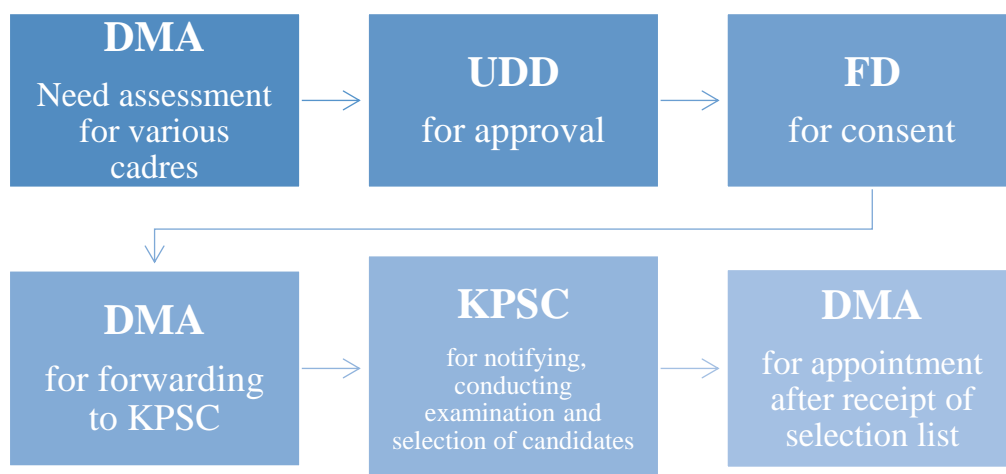 DMA
Need assessment
for various
cadres
UDD
for approval
FD
for consent
DMA
for forwarding
to KPSC
KPSC
for notifying,
conducting
examination and
selection of candidates
DMA
for appointment
after receipt of
selection list